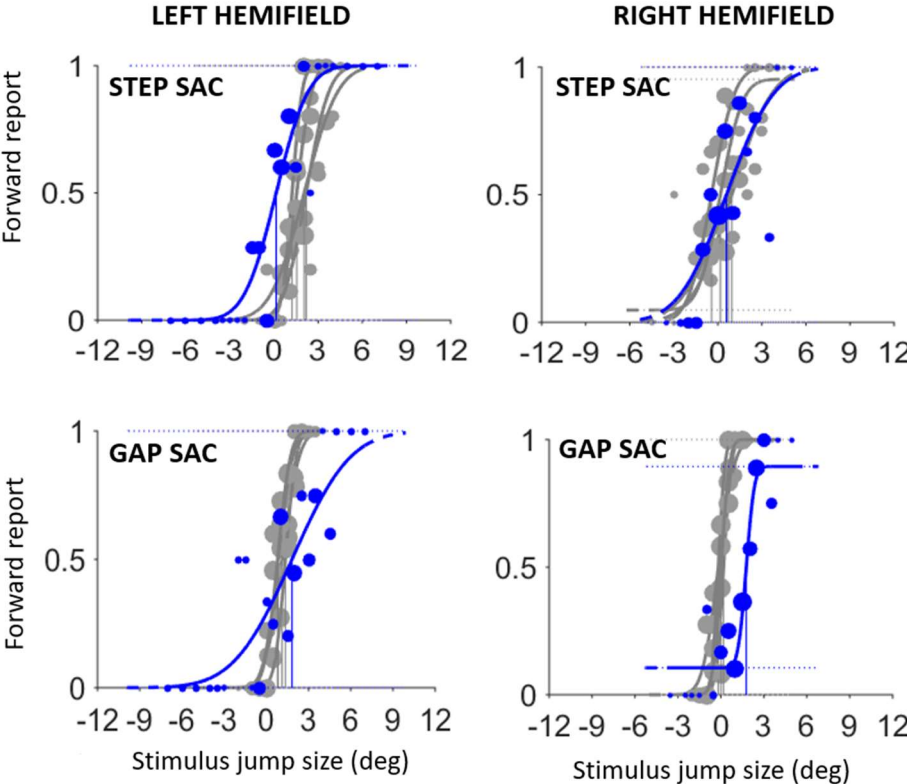 LEFT HEMIFIELD
RIGHT HEMIFIELD
Forward report
1
0.5
0
STEP SAC
-12 -9 -6 -3 0 3 6 9 12
1
0.5
0
STEP SAC
-12 -9 -6 -3 0 3 6 9 12
Forward report
1
0.5
0
GAP SAC
-12 -9 -6 -3 0 3 6 9 12
Stimulus jump size (deg)
1
0.5
0
GAP SAC
-12 -9 -6 -3 0 3 6 9 12
Stimulus jump size (deg)